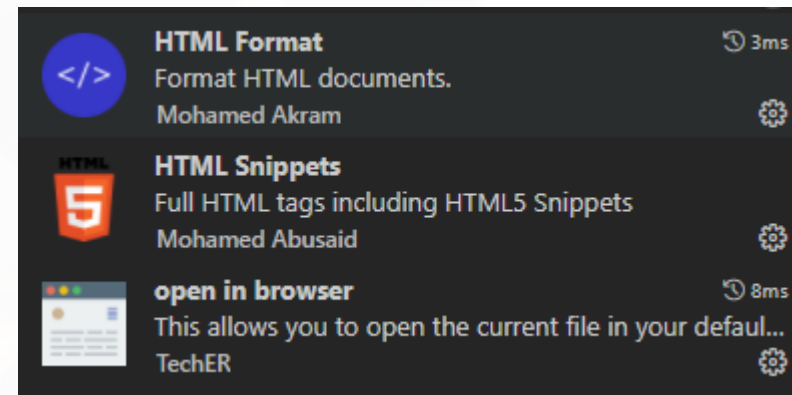 HTML Format
3ms
Format HTML documents.
Mohamed Akram
HTML Snippets
Full HTML tags including HTML5 Snippets
Mohamed Abusaid
open in browser
8ms
This allows you to open the current file in your defaul...
TechER